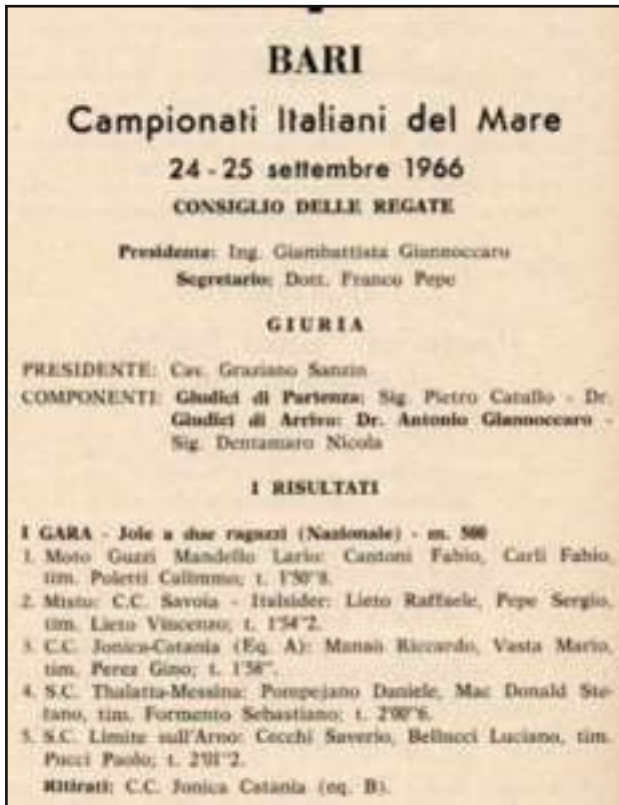 BARI
Campionati Italiani del Mare
24 - 25 settembre 1966
CONSIGLIO DELLE REGATE
Presidente: Ing. Giambattista Giannoccaro
Segretario: Dott. Franco Pepe
GIURIA
PRESIDENTE: Cav. Graziano Sanzin
COMPONENTI: Giudici di Partenza: Sig. Pietro Catullo - Dr.
Giudici di Arrivo: Dr. Antonio Giannoccaro -
Sig. Dentamaro Nicola
I RISULTATI
I GARA - Jole a due ragazzi (Nazionale) - m. 500
1. Moto Guzzi Mandello Lario: Cantoni Fabio, Carli Fabio,
tim. Poletti Calimmo; t. 1'50"8.
2. Misto: C.C. Savoia - Italsider: Lieto Raffaele, Pepe Sergio,
tim. Lieto Vincenzo; t. 1'54"2.
3. C.C. Jonica-Catania (Eq. A): Manaò Riccardo, Vasta Mario,
tim. Perez Gino; t. 1'58".
4. S.C. Thalatta-Messina: Pompejano Daniele, Mac Donald Ste-
fano, tim. Formento Sebastiano; t. 2'00"6.
5. S.C. Limite sull'Arno: Cecchi Saverio, Bellucci Luciano, tim.
Pucci Paolo; t. 2'01"2.
Ritirati: C.C. Jonica Catania (eq. B).